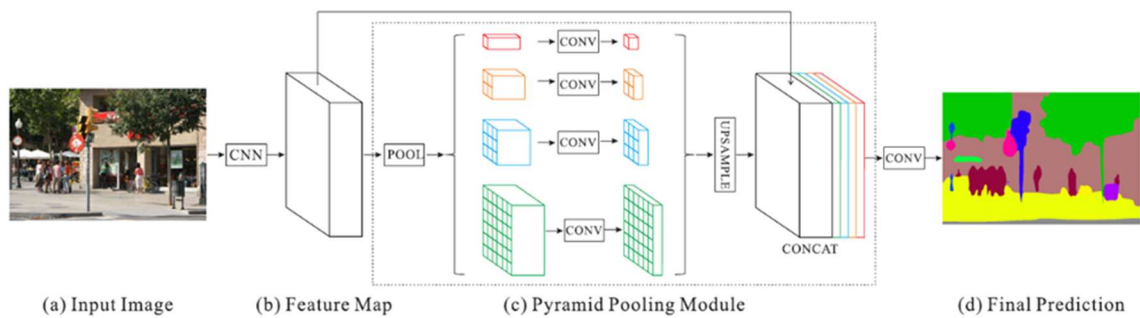 CNN
POOL
CONV
CONV
CONV
CONV
UPSAMPLE
CONCAT
CONV
(a) Input Image
(b) Feature Map
(c) Pyramid Pooling Module
(d) Final Prediction